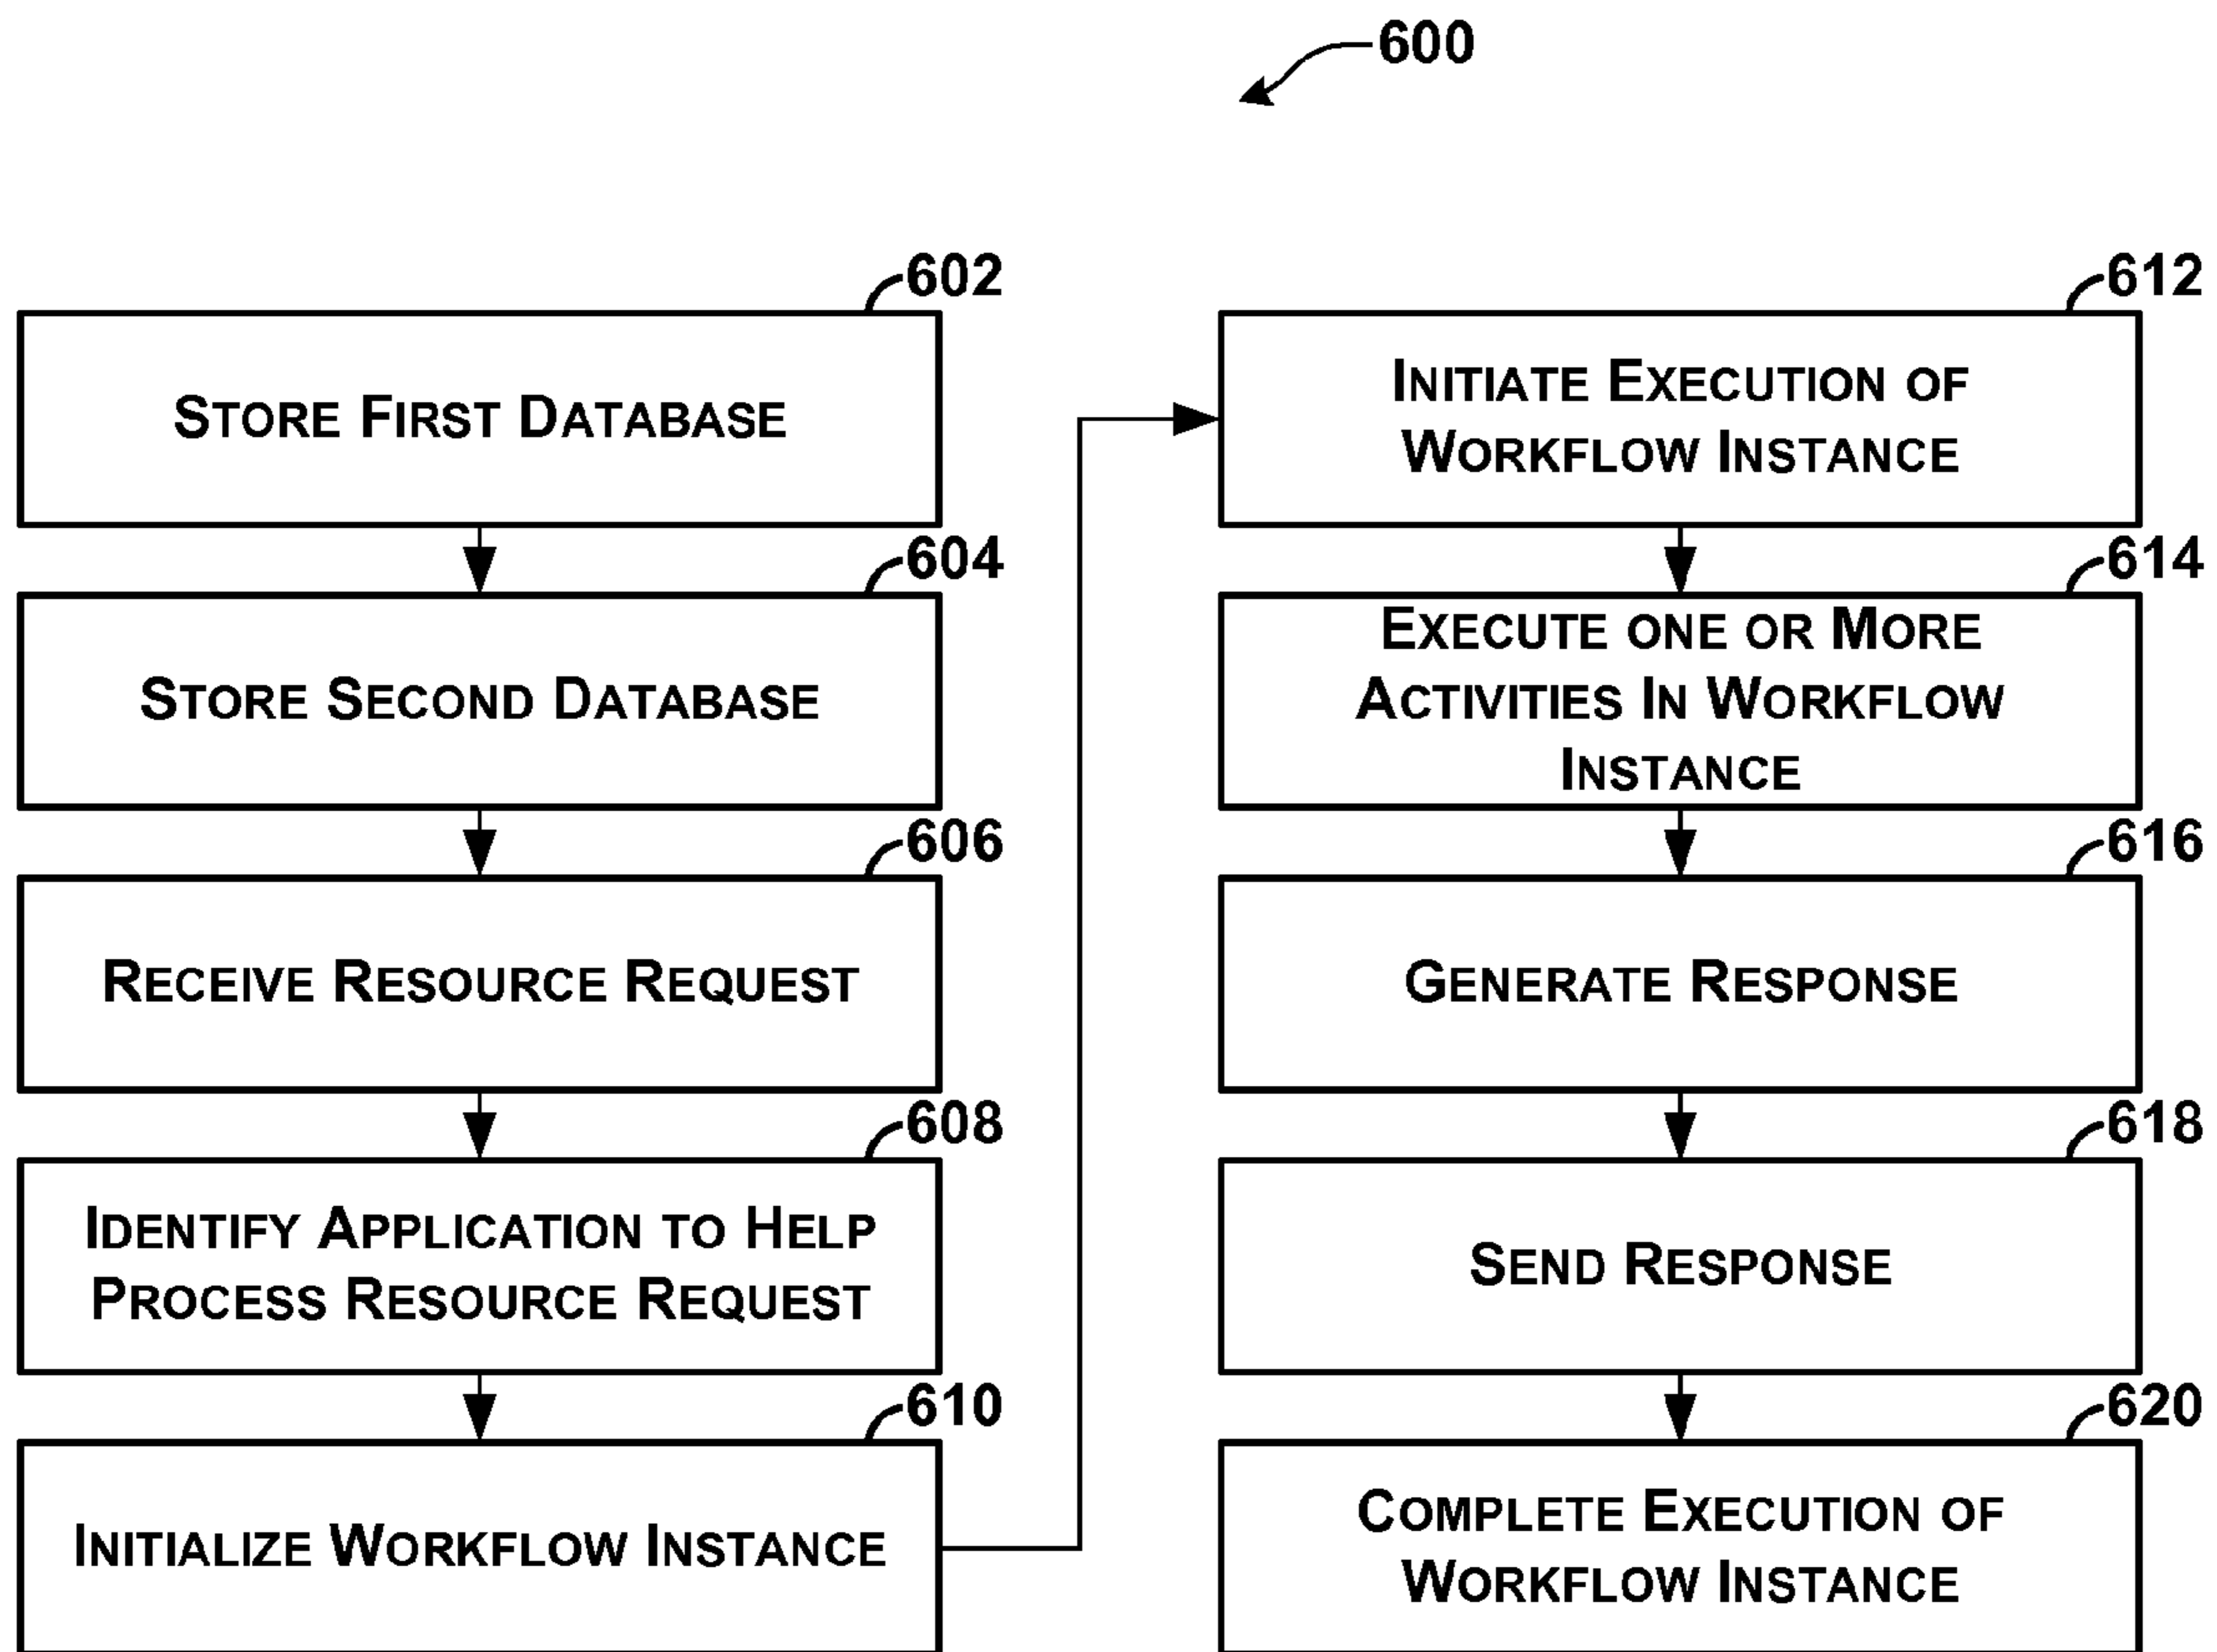 600
602
STORE FIRST DATABASE
604
STORE SECOND DATABASE
606
RECEIVE RESOURCE REQUEST
608
IDENTIFY APPLICATION TO HELP
PROCESS RESOURCE REQUEST
610
INITIALIZE WORKFLOW INSTANCE
612
INITIATE EXECUTION OF
WORKFLOW INSTANCE
614
EXECUTE ONE OR MORE
ACTIVITIES IN WORKFLOW
INSTANCE
616
GENERATE RESPONSE
618
SEND RESPONSE
620
COMPLETE EXECUTION OF
WORKFLOW INSTANCE